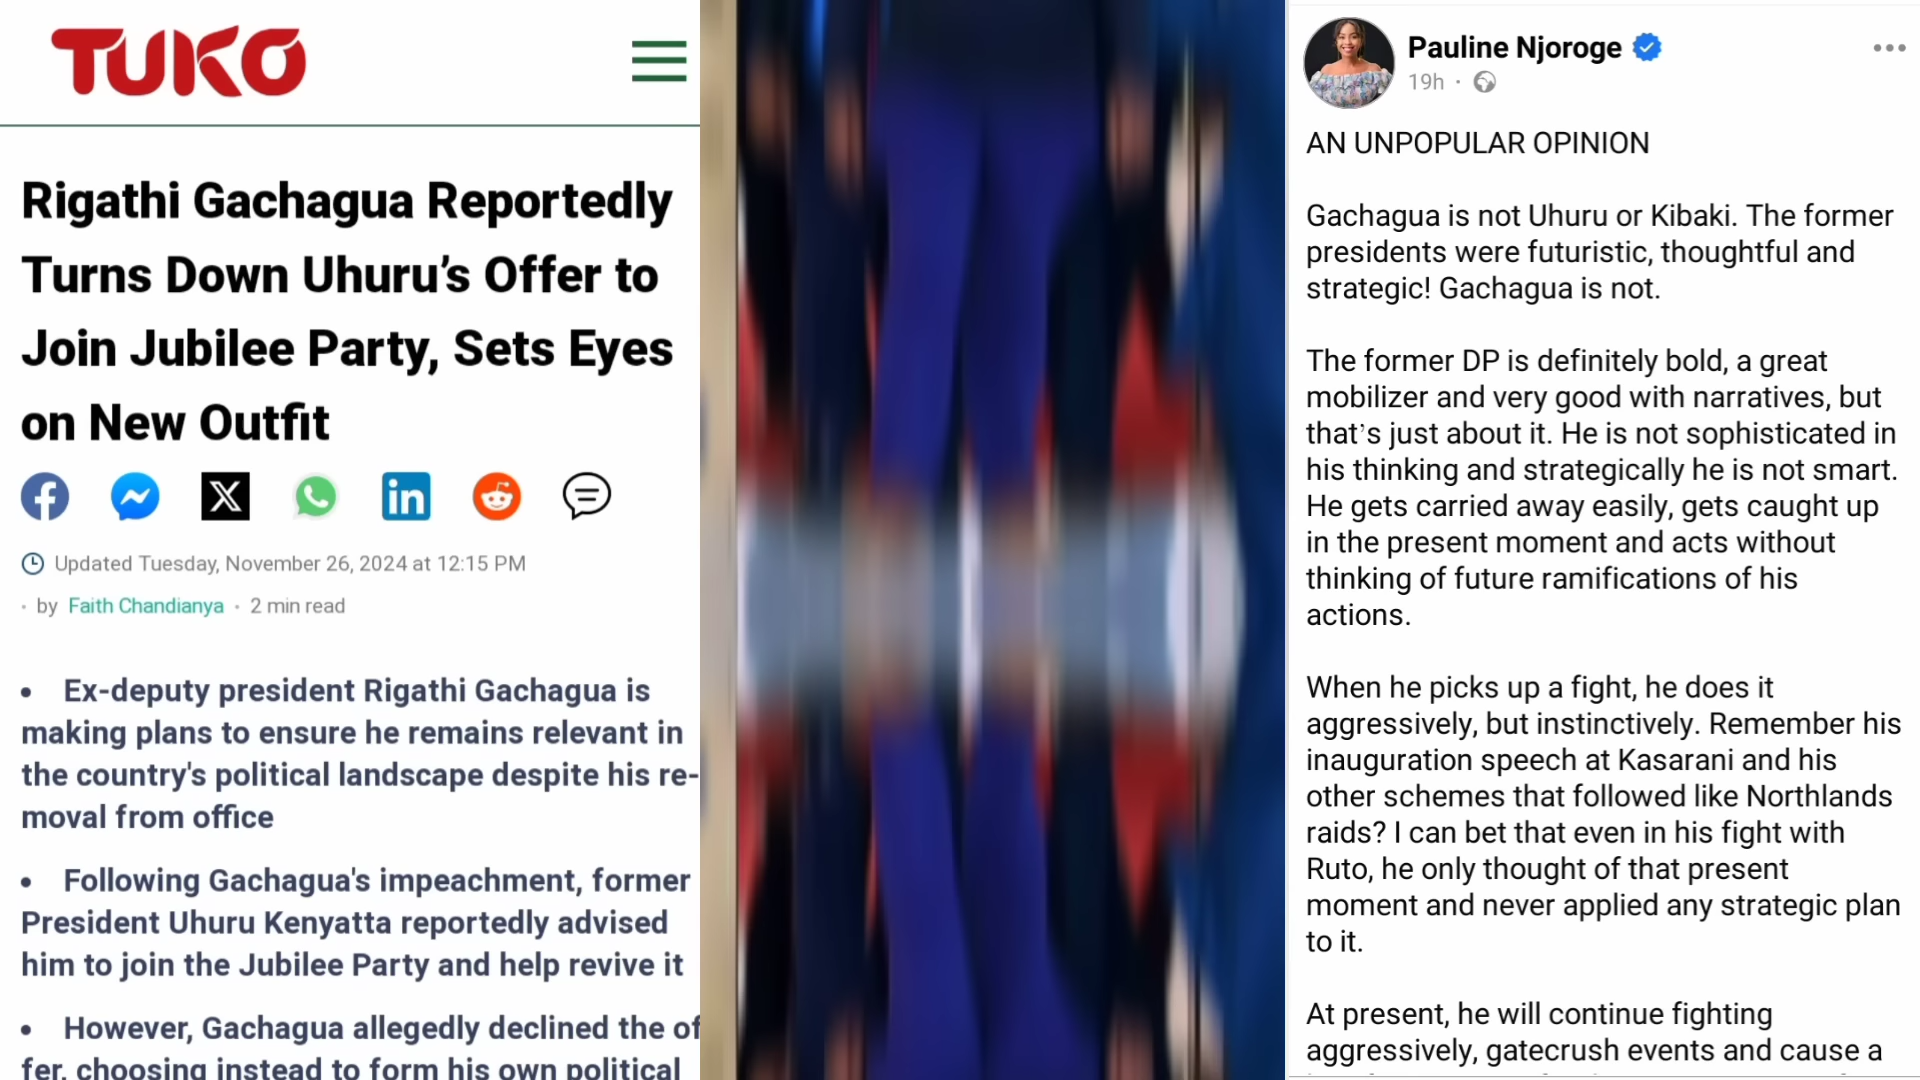 TUKO
Rigathi Gachagua Reportedly
Turns Down Uhuru’s Offer to
Join Jubilee Party, Sets Eyes
on New Outfit
Updated Tuesday, November 26, 2024 at 12:15 PM
· by Faith Chandianya · 2 min read
• Ex-deputy president Rigathi Gachagua is
making plans to ensure he remains relevant in
the country's political landscape despite his re-
moval from office
• Following Gachagua's impeachment, former
President Uhuru Kenyatta reportedly advised
him to join the Jubilee Party and help revive it
• However, Gachagua allegedly declined the of
fer, choosing instead to form his own political
Pauline Njoroge
19h ·
AN UNPOPULAR OPINION
Gachagua is not Uhuru or Kibaki. The former
presidents were futuristic, thoughtful and
strategic! Gachagua is not.
The former DP is definitely bold, a great
mobilizer and very good with narratives, but
that’s just about it. He is not sophisticated in
his thinking and strategically he is not smart.
He gets carried away easily, gets caught up
in the present moment and acts without
thinking of future ramifications of his
actions.
When he picks up a fight, he does it
aggressively, but instinctively. Remember his
inauguration speech at Kasarani and his
other schemes that followed like Northlands
raids? I can bet that even in his fight with
Ruto, he only thought of that present
moment and never applied any strategic plan
to it.
At present, he will continue fighting
aggressively, gatecrush events and cause a